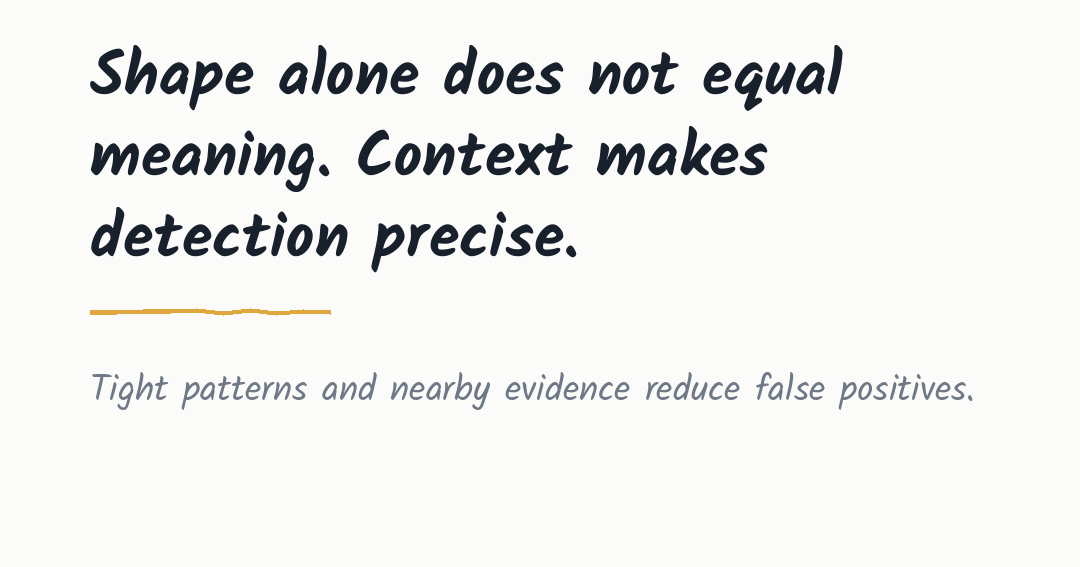 Shape alone does not equal
meaning. Context makes
detection precise.
Tight patterns and nearby evidence reduce false positives.